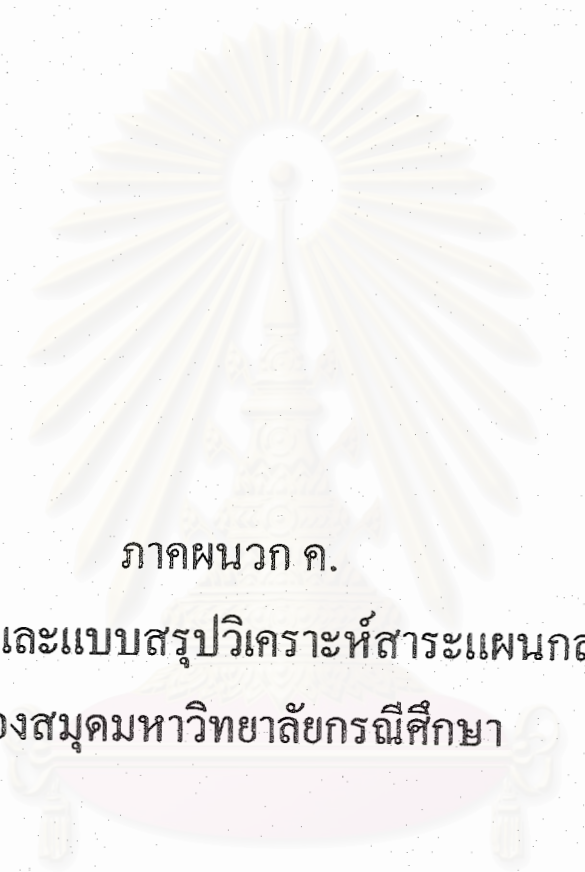 ภาคผนวก ค.
และแบบสรุปวิเคราะห์สาระแผนกล
องสมุดมหาวิทยาลัยกรณีศึกษา